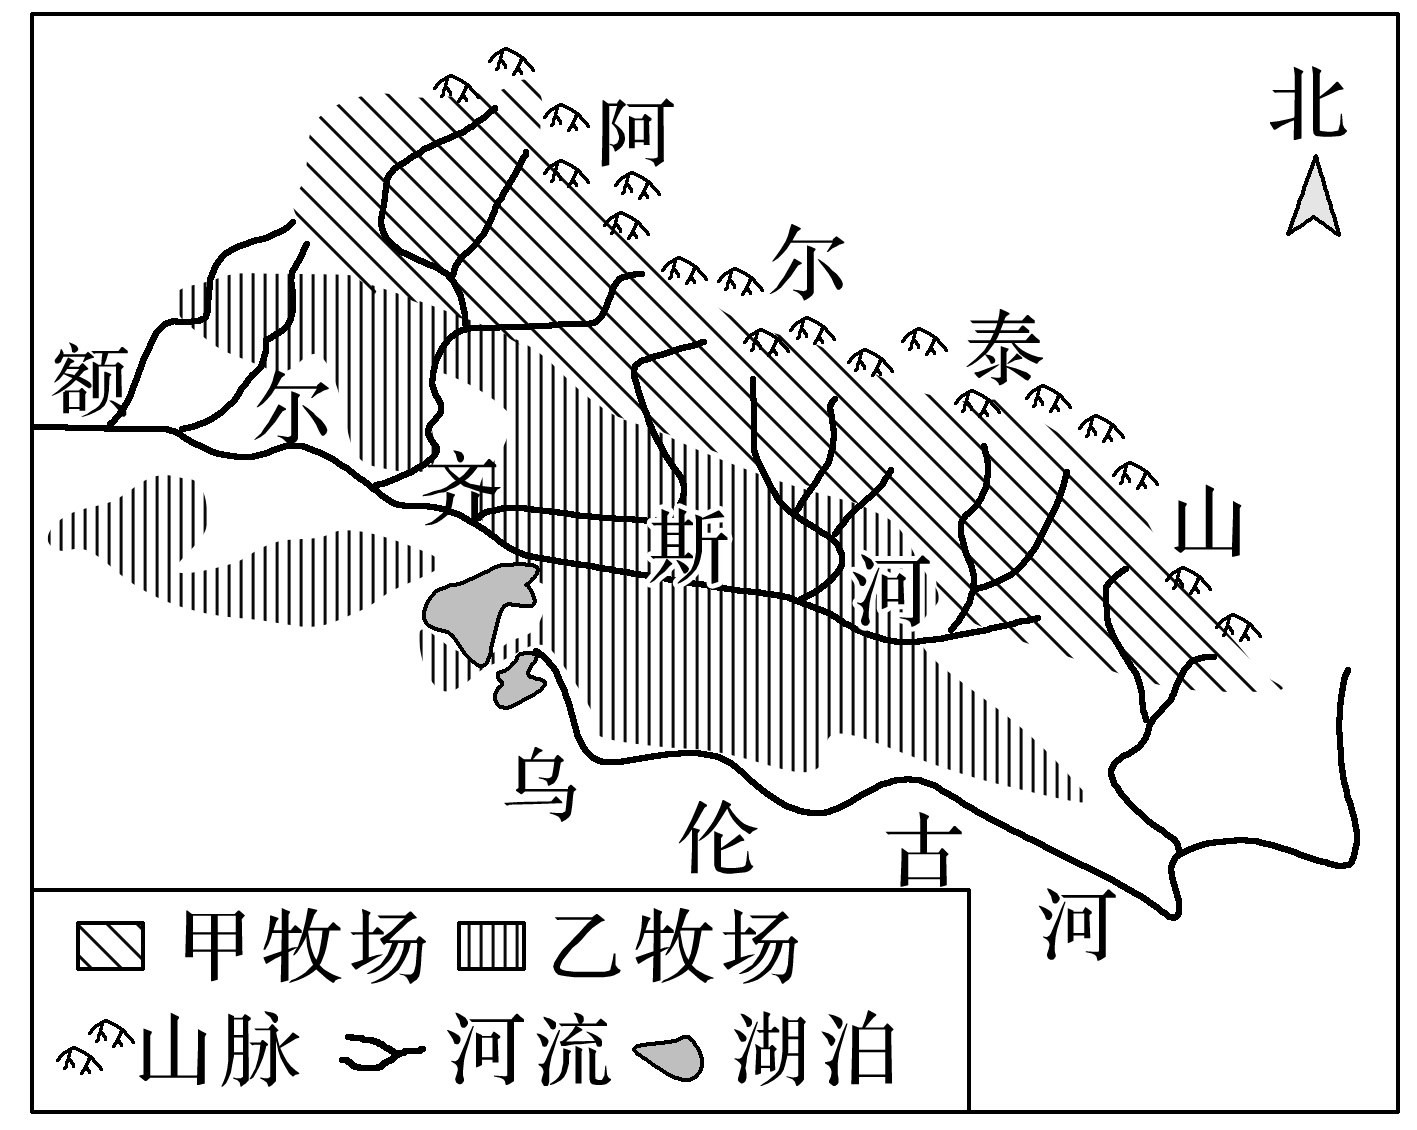 北
阿尔泰山
额尔齐斯河
乌伦古河
甲牧场 乙牧场
山脉 河流 湖泊